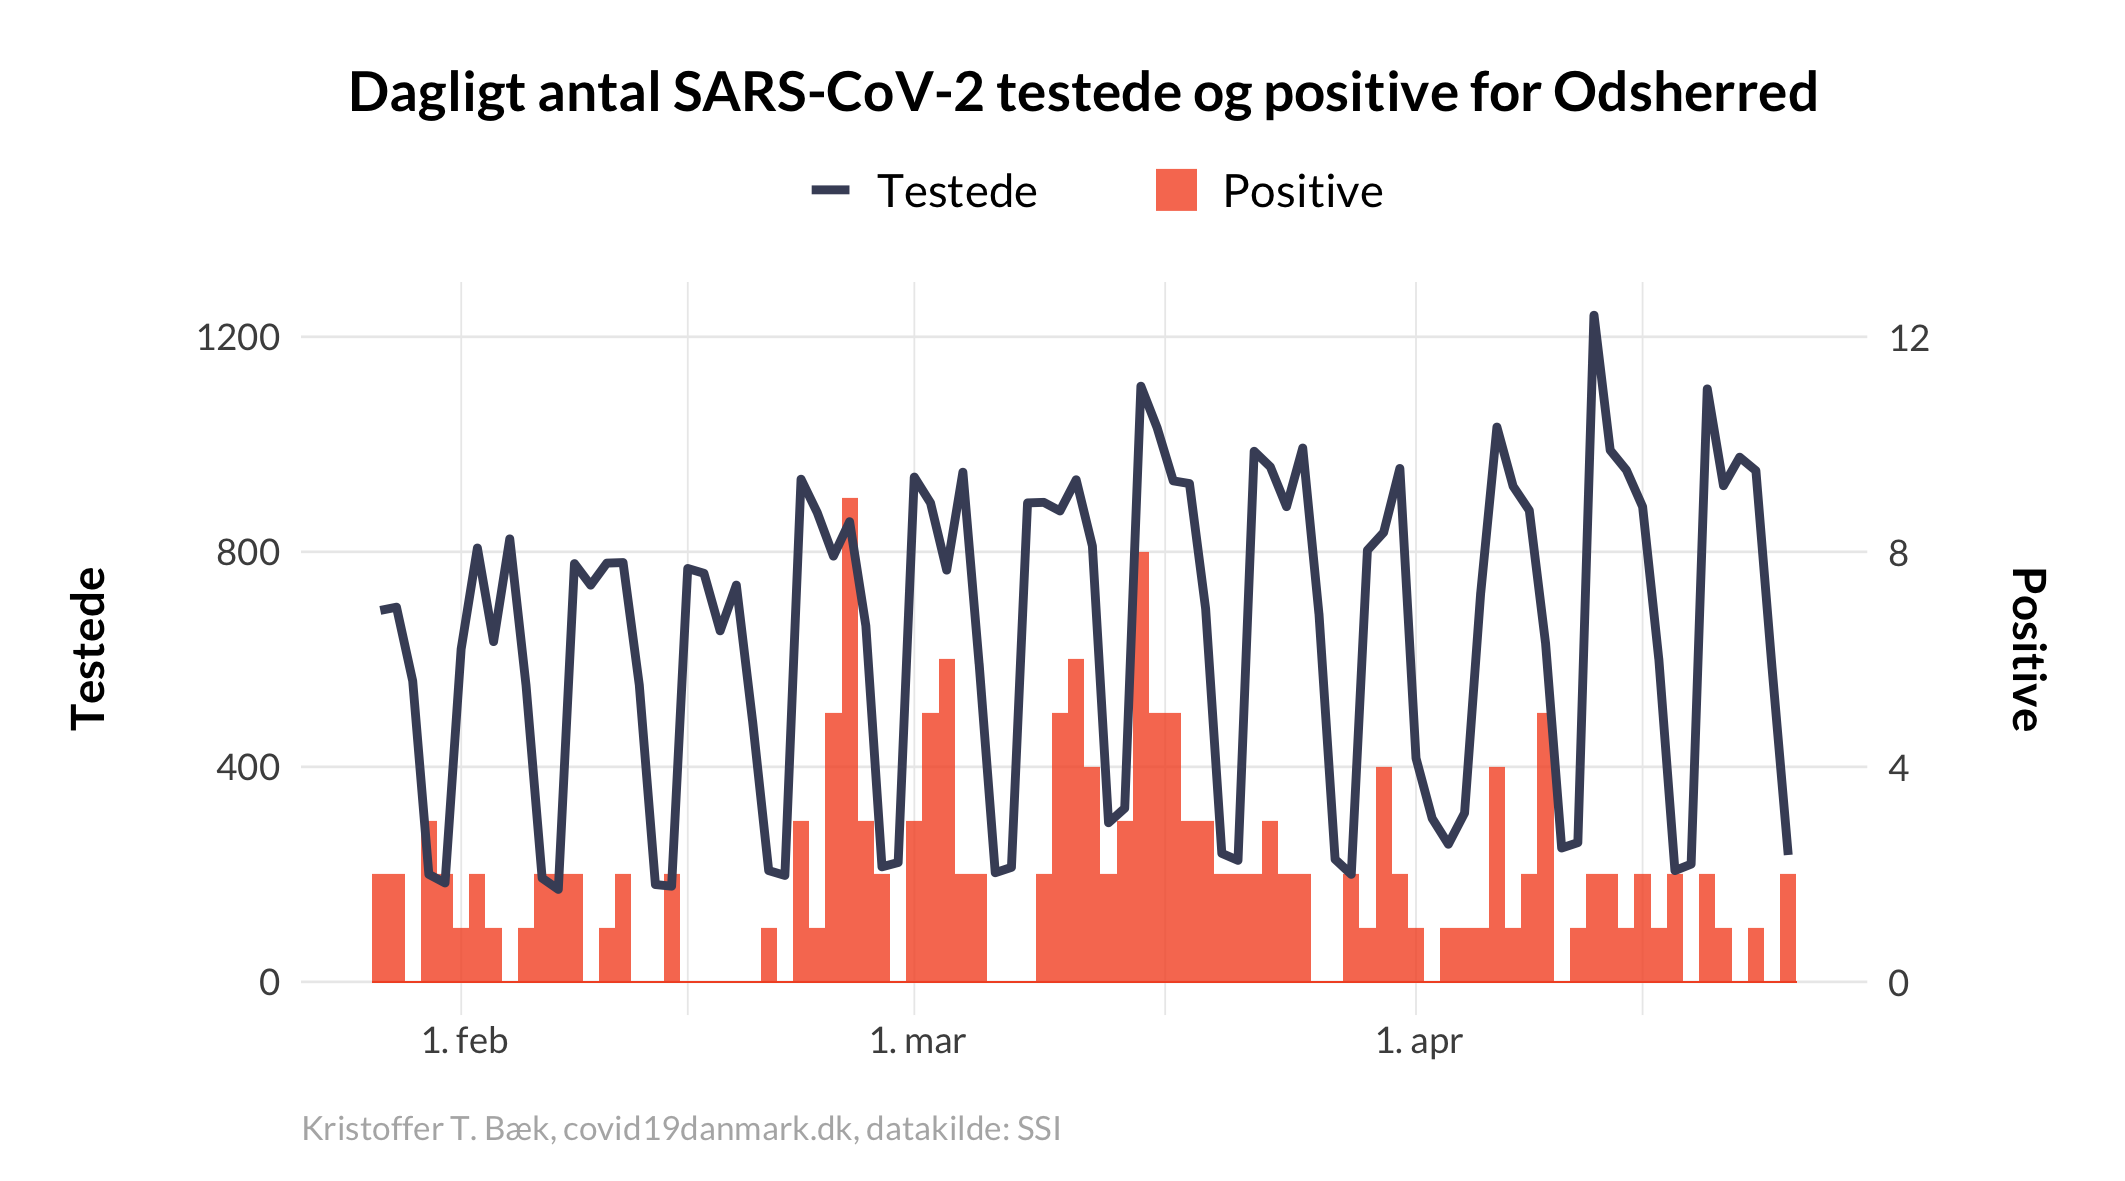 Dagligt antal SARS-CoV-2 testede og positive for Odsherred
Testede
Positive
1200
800
400
0
12
8
4
0
Testede
Positive
1. feb
1. mar
1. apr
Kristoffer T. Bæk, covid19danmark.dk, datakilde: SSI